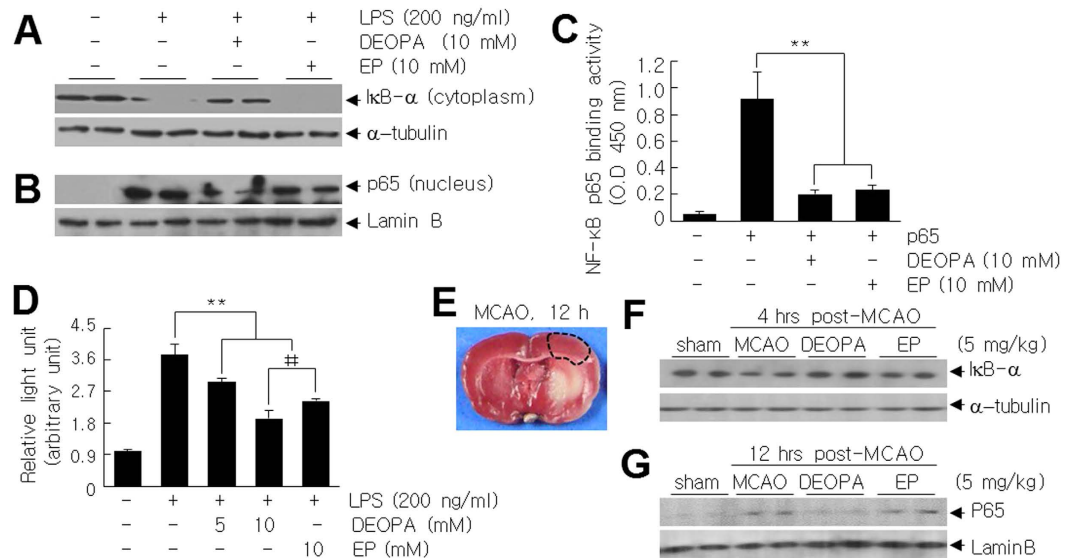 A
– + + + LPS (200 ng/ml)
– – + – DEOPA (10 mM)
– – – + EP (10 mM)
IκB-α (cytoplasm)
α-tubulin
B
p65 (nucleus)
Lamin B
C
NF-κB p65 binding activity
(O.D 450 nm)
**
1.2
1.0
0.8
0.6
0.4
0.2
0
– + + + p65
– – + – DEOPA (10 mM)
– – – + EP (10 mM)
D
Relative light unit
(arbitrary unit)
4.5
3.6
2.7
1.8
0.9
0
**
‡‡
– + + + + LPS (200 ng/ml)
– – 5 10 – DEOPA (mM)
– – – – 10 EP (mM)
E
MCAO, 12 h
F
4 hrs post-MCAO
sham MCAO DEOPA EP (5 mg/kg)
IκB-α
α-tubulin
G
12 hrs post-MCAO
sham MCAO DEOPA EP (5 mg/kg)
P65
LaminB